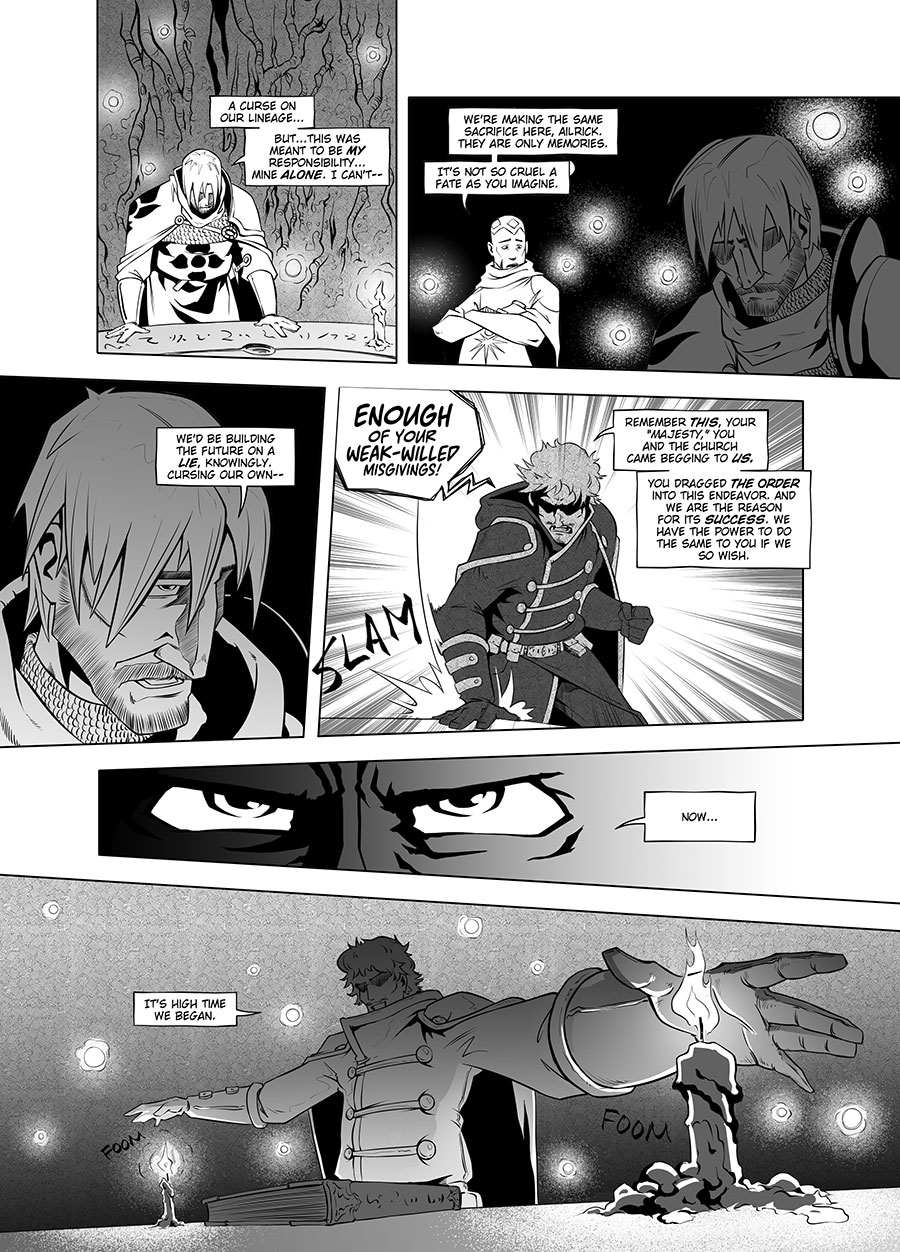 A CURSE ON
OUR LINEAGE...
BUT...THIS WAS
MEANT TO BE MY
RESPONSIBILITY...
MINE ALONE. I CAN'T--
WE'RE MAKING THE SAME
SACRIFICE HERE, AILRICK.
THEY ARE ONLY MEMORIES.
IT'S NOT SO CRUEL A
FATE AS YOU IMAGINE.
WE'D BE BUILDING
THE FUTURE ON A
LIE, KNOWINGLY.
CURSING OUR OWN--
ENOUGH
OF YOUR
WEAK-WILLED
MISGIVINGS!
REMEMBER THIS, YOUR
"MAJESTY," YOU
AND THE CHURCH
CAME BEGGING TO US.
YOU DRAGGED THE ORDER
INTO THIS ENDEAVOR. AND
WE ARE THE REASON
FOR ITS SUCCESS. WE
HAVE THE POWER TO DO
THE SAME TO YOU IF WE
SO WISH.
SLAM
NOW...
IT'S HIGH TIME
WE BEGAN.
FOOM
FOOM